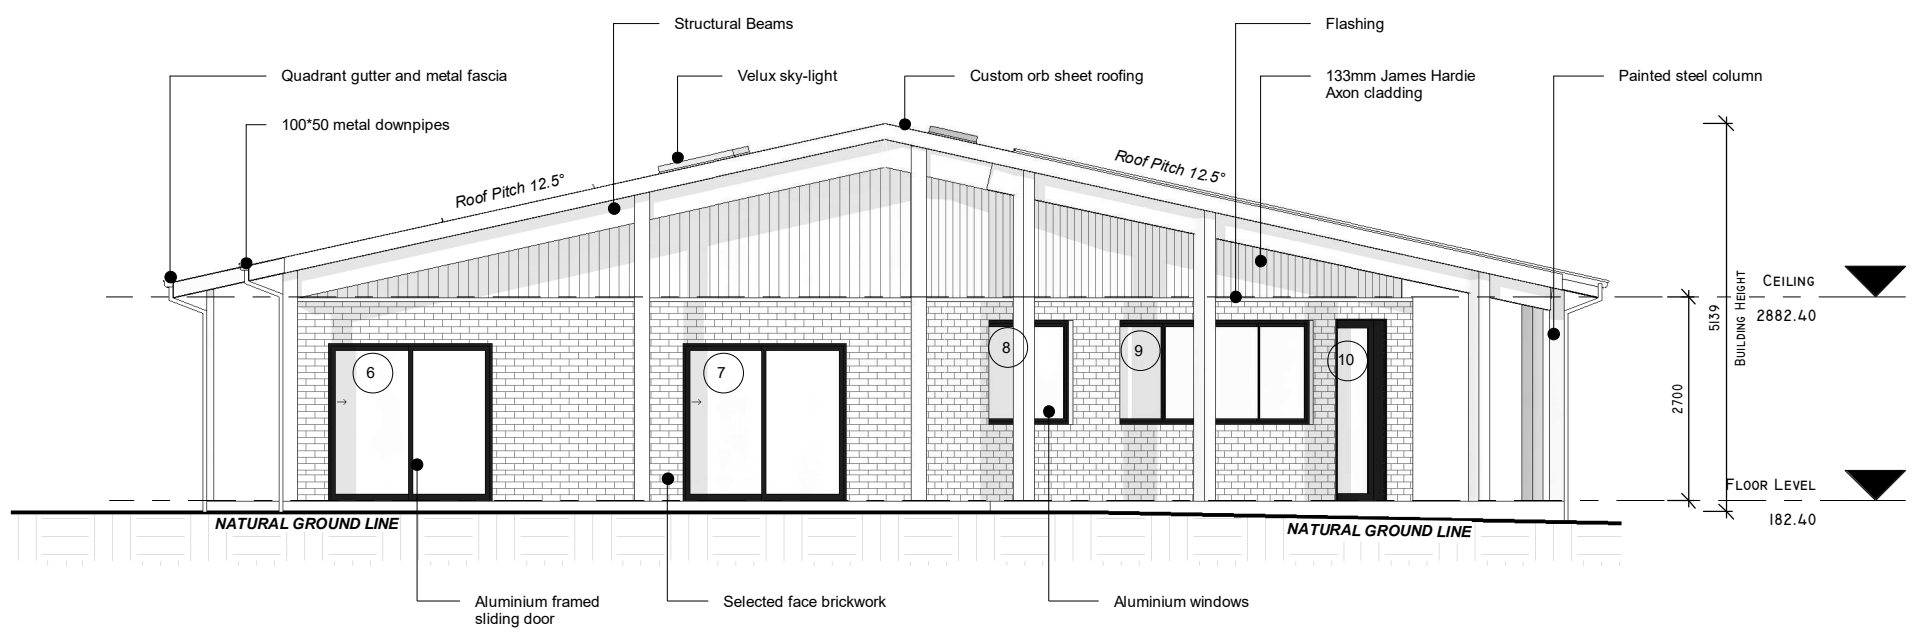 Structural Beams
Flashing
Quadrant gutter and metal fascia
Velux sky-light
Custom orb sheet roofing
133mm James Hardie
Axon cladding
Painted steel column
100*50 metal downpipes
Roof Pitch 12.5°
Roof Pitch 12.5°
CEILING
2882.40
5139
BUILDING HEIGHT
2700
6
7
8
9
10
FLOOR LEVEL
182.40
NATURAL GROUND LINE
NATURAL GROUND LINE
Aluminium framed
sliding door
Selected face brickwork
Aluminium windows